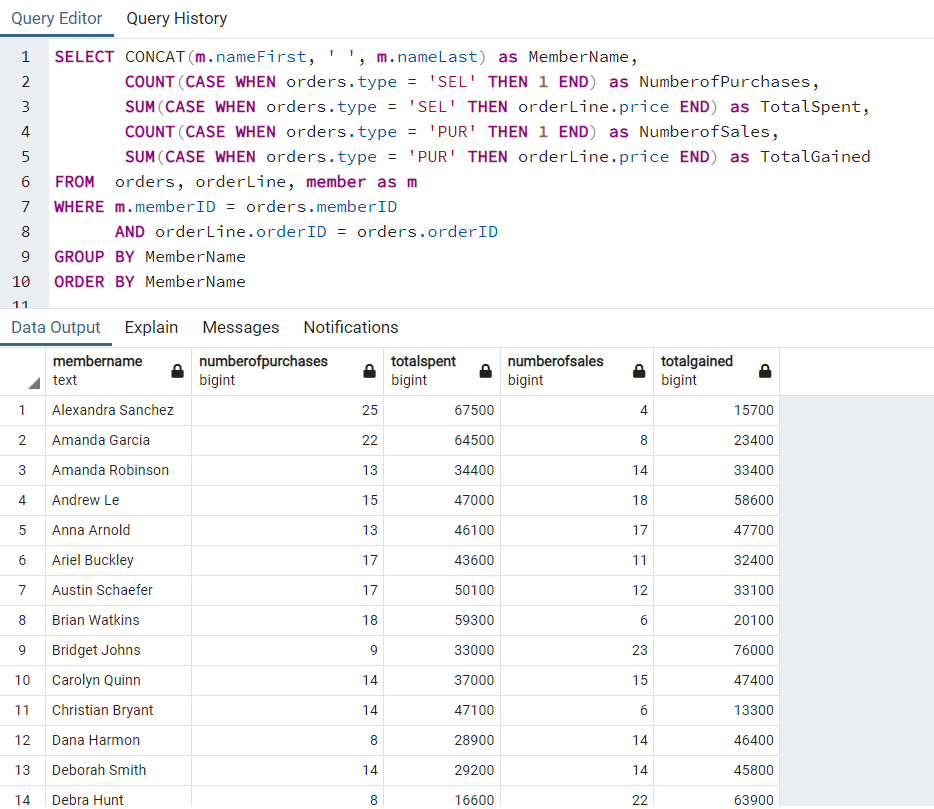 Query Editor Query History
1 SELECT CONCAT(m.nameFirst, ' ', m.nameLast) as MemberName,
2 COUNT(CASE WHEN orders.type = 'SEL' THEN 1 END) as NumberofPurchases,
3 SUM(CASE WHEN orders.type = 'SEL' THEN orderLine.price END) as TotalSpent,
4 COUNT(CASE WHEN orders.type = 'PUR' THEN 1 END) as NumberofSales,
5 SUM(CASE WHEN orders.type = 'PUR' THEN orderLine.price END) as TotalGained
6 FROM orders, orderLine, member as m
7 WHERE m.memberID = orders.memberID
8 AND orderLine.orderID = orders.orderID
9 GROUP BY MemberName
10 ORDER BY MemberName
11
Data Output Explain Messages Notifications
membername numberofpurchases totalspent numberofsales totalgained
text bigint bigint bigint bigint
1 Alexandra Sanchez 25 67500 4 15700
2 Amanda Garcia 22 64500 8 23400
3 Amanda Robinson 13 34400 14 33400
4 Andrew Le 15 47000 18 58600
5 Anna Arnold 13 46100 17 47700
6 Ariel Buckley 17 43600 11 32400
7 Austin Schaefer 17 50100 12 33100
8 Brian Watkins 18 59300 6 20100
9 Bridget Johns 9 33000 23 76000
10 Carolyn Quinn 14 37000 15 47400
11 Christian Bryant 14 47100 6 13300
12 Dana Harmon 8 28900 14 46400
13 Deborah Smith 14 29200 14 45800
14 Debra Hunt 8 16600 22 63900